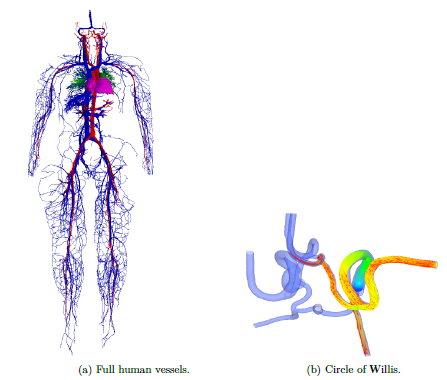 (a) Full human vessels.
(b) Circle of Willis.